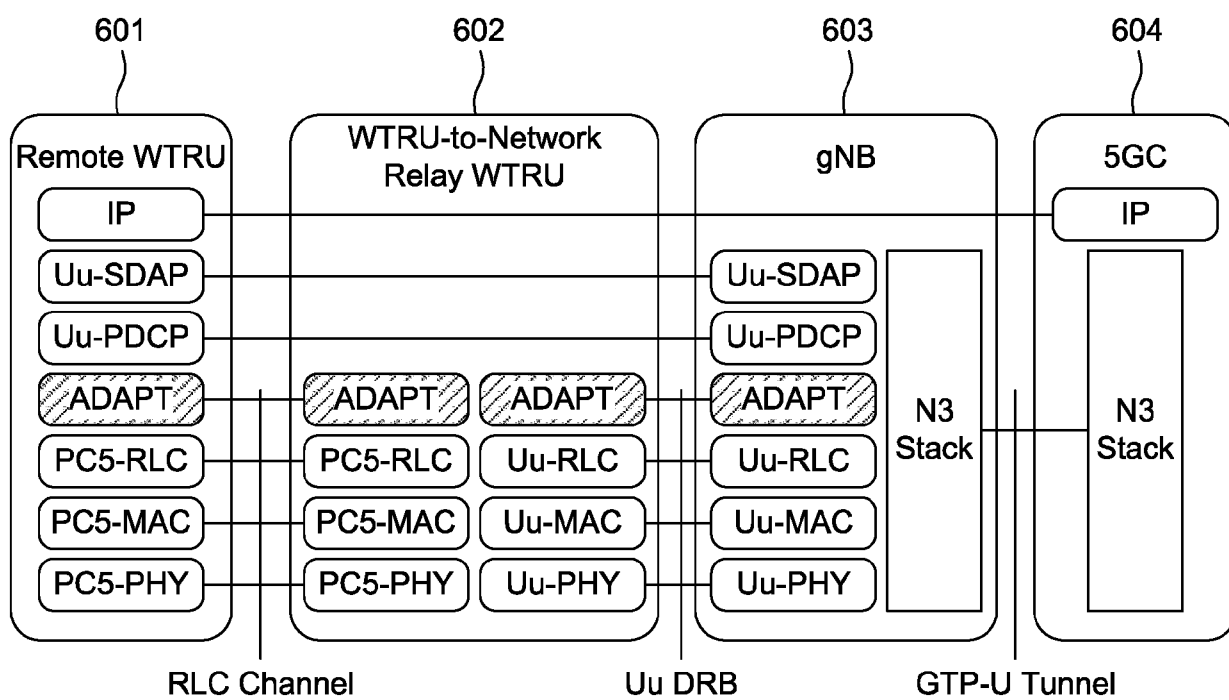 601 602 603 604
Remote WTRU
WTRU-to-Network
Relay WTRU
gNB
5GC
IP IP
Uu-SDAP Uu-SDAP
Uu-PDCP Uu-PDCP
ADAPT ADAPT ADAPT ADAPT
PC5-RLC PC5-RLC Uu-RLC Uu-RLC
PC5-MAC PC5-MAC Uu-MAC Uu-MAC
PC5-PHY PC5-PHY Uu-PHY Uu-PHY
N3
Stack
N3
Stack
RLC Channel Uu DRB GTP-U Tunnel